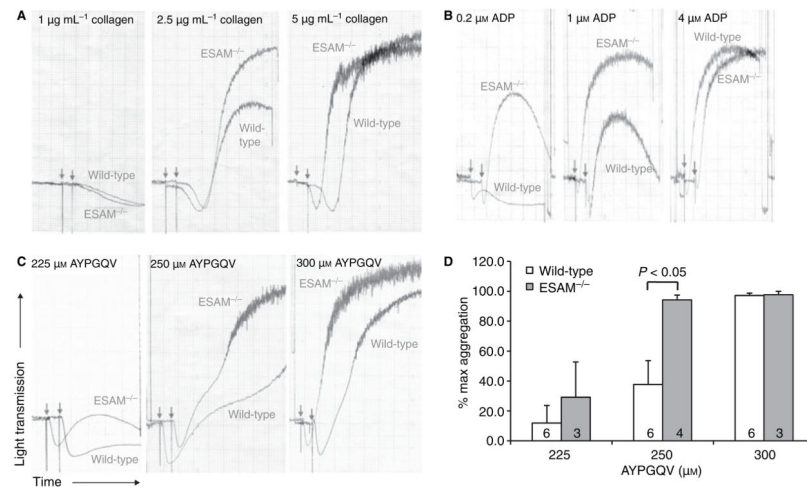 A
1 µg mL⁻¹ collagen
2.5 µg mL⁻¹ collagen
5 µg mL⁻¹ collagen
Wild-type
ESAM⁻/⁻
ESAM⁻/⁻
Wild-
type
ESAM⁻/⁻
Wild-type
B
0.2 µM ADP
1 µM ADP
4 µM ADP
ESAM⁻/⁻
Wild-type
ESAM⁻/⁻
Wild-type
Wild-type
ESAM⁻/⁻
C
225 µM AYPGQV
250 µM AYPGQV
300 µM AYPGQV
ESAM⁻/⁻
Wild-type
ESAM⁻/⁻
Wild-type
ESAM⁻/⁻
Wild-type
Light transmission
Time
D
120.0
100.0
80.0
60.0
40.0
20.0
0.0
% max aggregation
Wild-type
ESAM⁻/⁻
P < 0.05
6 3 6 4 6 3
225 250 300
AYPGQV (µM)